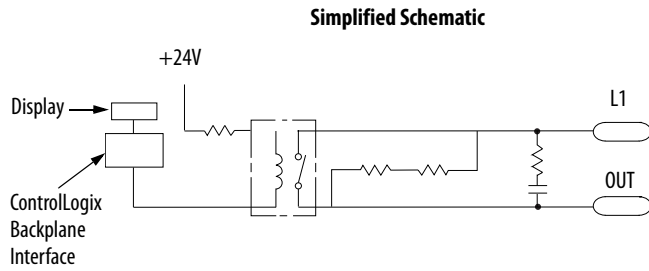 Simplified Schematic
+24V
Display
L1
ControlLogix
Backplane
Interface
OUT